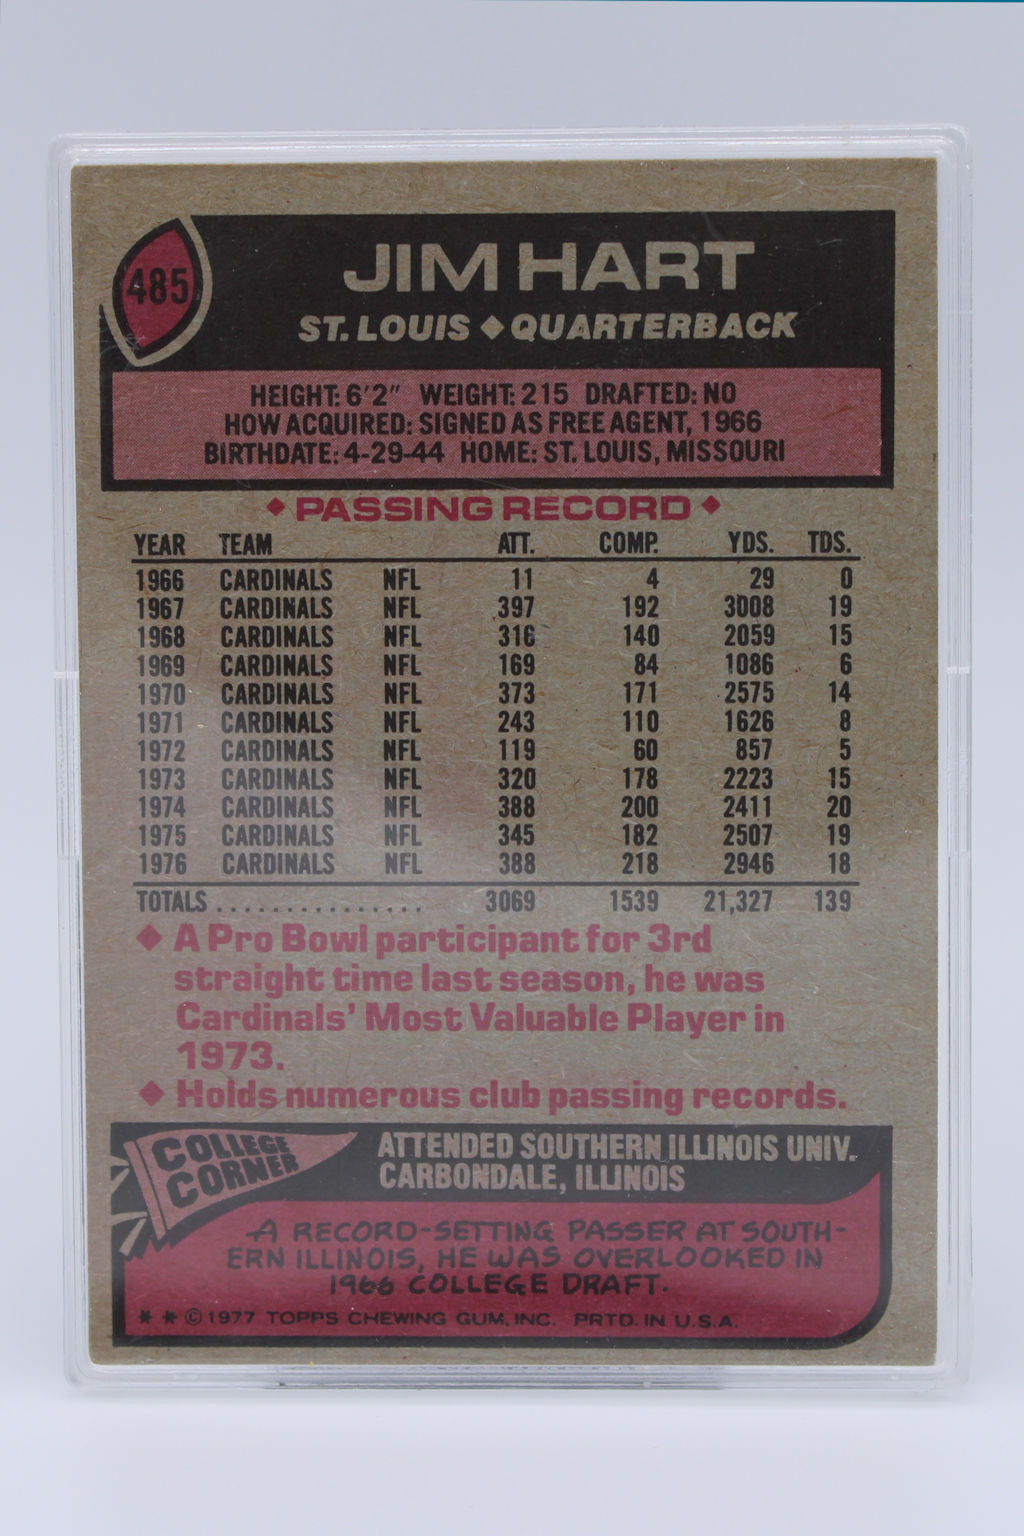 485
JIM HART
ST. LOUIS ◆ QUARTERBACK
HEIGHT: 6'2" WEIGHT: 215 DRAFTED: NO
HOW ACQUIRED: SIGNED AS FREE AGENT, 1966
BIRTHDATE: 4-29-44 HOME: ST. LOUIS, MISSOURI
◆ PASSING RECORD ◆
YEAR TEAM ATT. COMP. YDS. TDS.
1966 CARDINALS NFL 11 4 29 0
1967 CARDINALS NFL 397 192 3008 19
1968 CARDINALS NFL 316 140 2059 15
1969 CARDINALS NFL 169 84 1086 6
1970 CARDINALS NFL 373 171 2575 14
1971 CARDINALS NFL 243 110 1626 8
1972 CARDINALS NFL 119 60 857 5
1973 CARDINALS NFL 320 178 2223 15
1974 CARDINALS NFL 388 200 2411 20
1975 CARDINALS NFL 345 182 2507 19
1976 CARDINALS NFL 388 218 2946 18
TOTALS ................ 3069 1539 21,327 139
◆ A Pro Bowl participant for 3rd
straight time last season, he was
Cardinals' Most Valuable Player in
1973.
◆ Holds numerous club passing records.
COLLEGE
CORNER
ATTENDED SOUTHERN ILLINOIS UNIV.
CARBONDALE, ILLINOIS
A RECORD-SETTING PASSER AT SOUTH-
ERN ILLINOIS, HE WAS OVERLOOKED IN
1966 COLLEGE DRAFT.
* * © 1977 TOPPS CHEWING GUM, INC. PRTD. IN U.S.A.